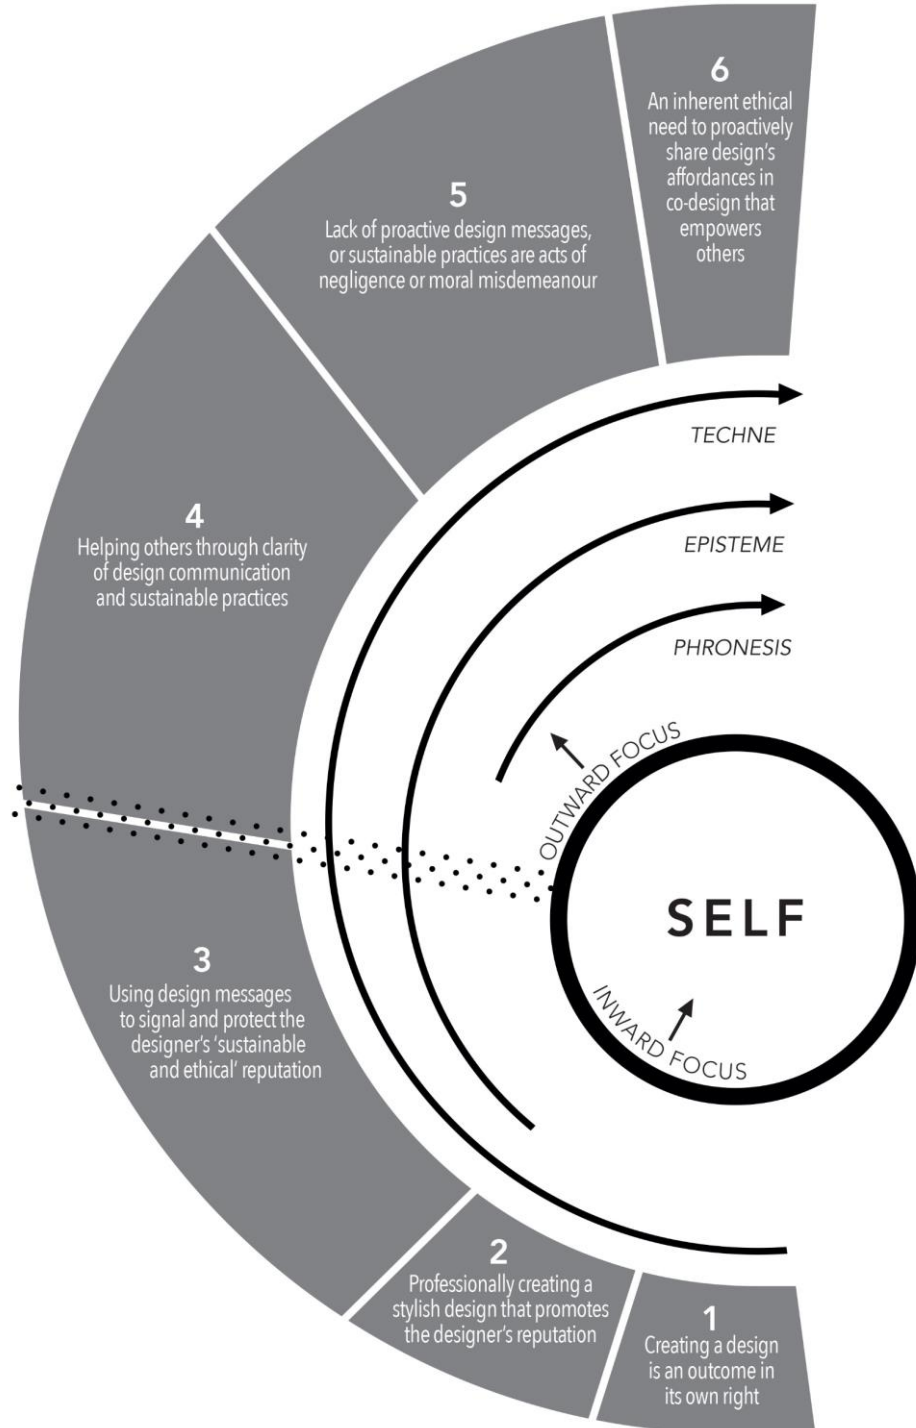 6
An inherent ethical
need to proactively
share design's
affordances in
co-design that
empowers
others
5
Lack of proactive design messages,
or sustainable practices are acts of
negligence or moral misdemeanour
TECHNE
4
Helping others through clarity
of design communication
and sustainable practices
EPISTEME
PHRONESIS
OUTWARD FOCUS
SELF
INWARD FOCUS
3
Using design messages
to signal and protect the
designer's ‘sustainable
and ethical’ reputation
2
Professionally creating a
stylish design that promotes
the designer's reputation
1
Creating a design
is an outcome in
its own right